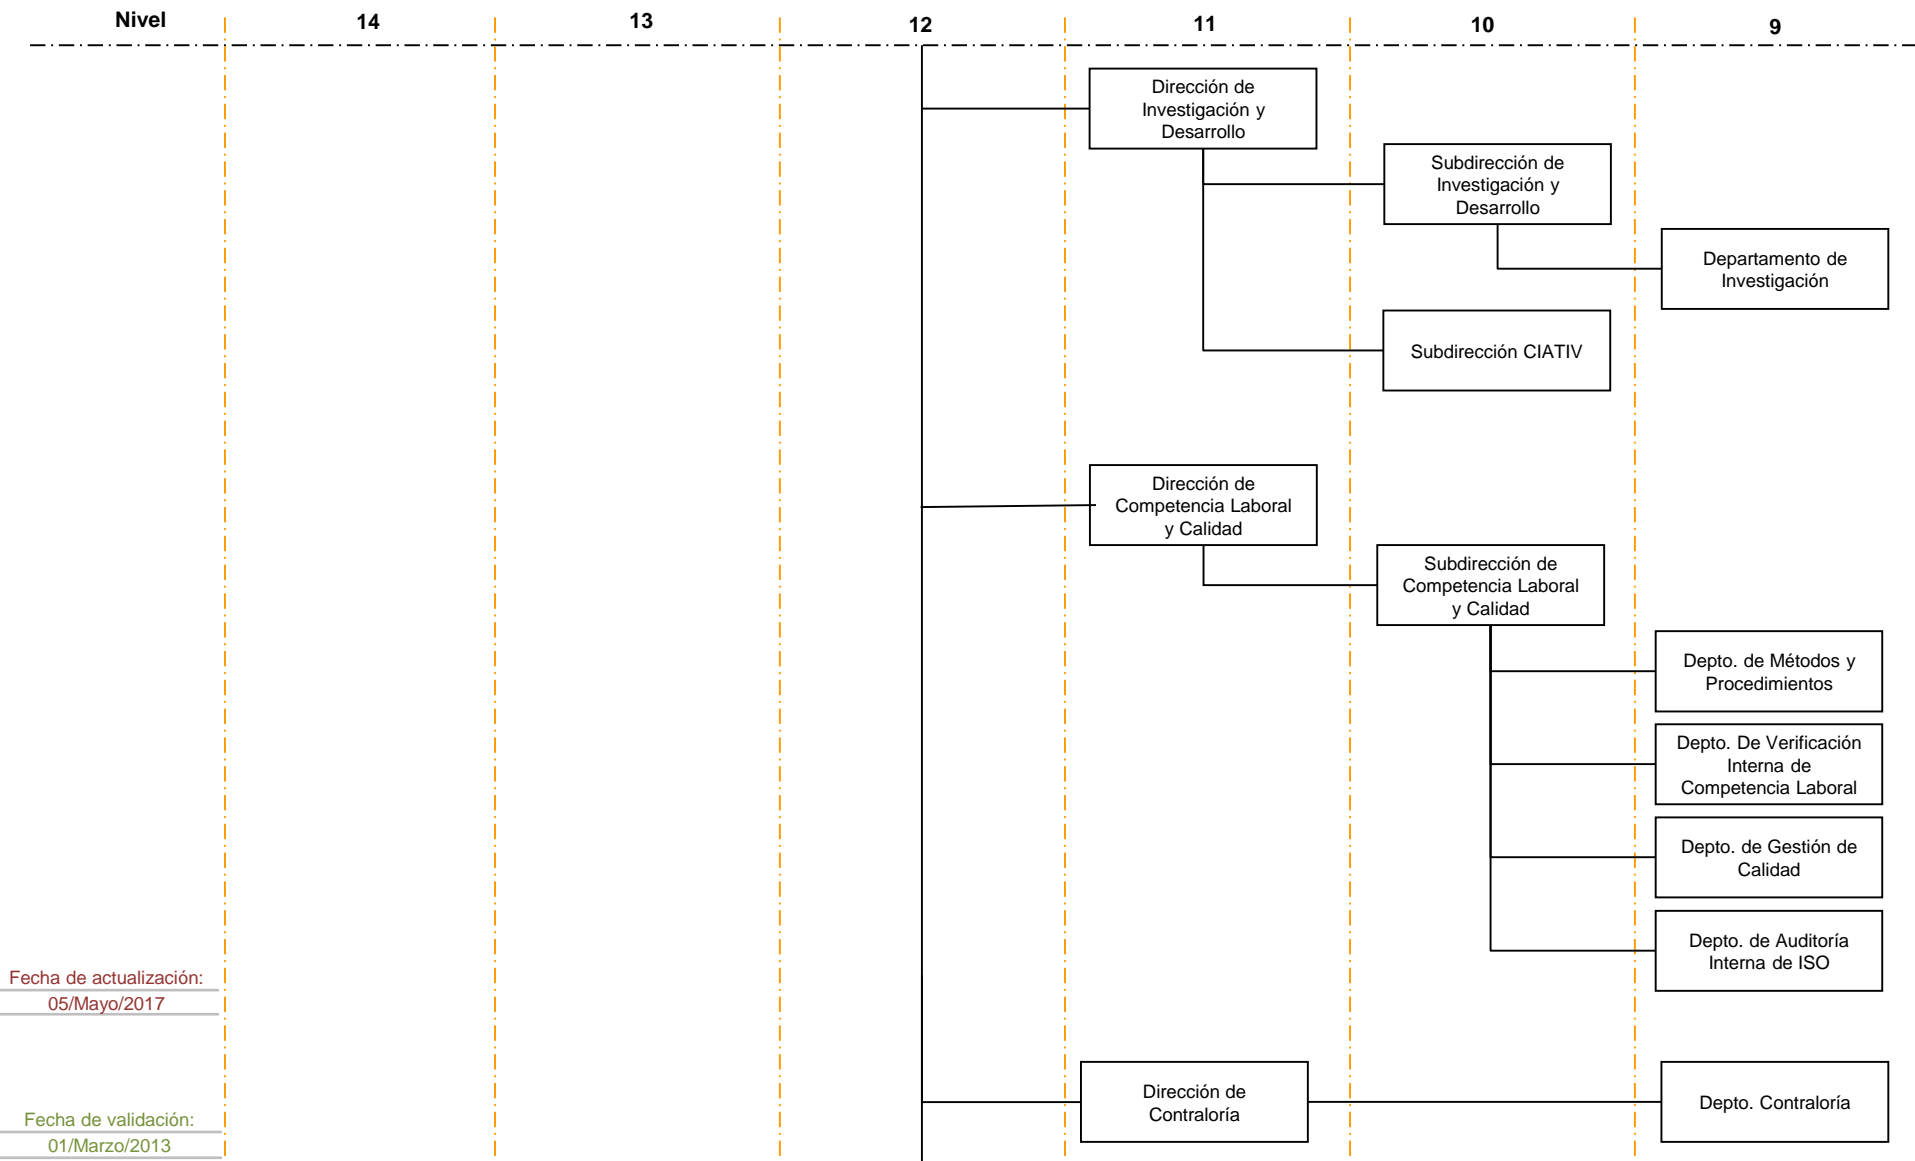 Nivel 14 13 12 11 10 9
Dirección de
Investigación y
Desarrollo
Subdirección de
Investigación y
Desarrollo
Departamento de
Investigación
Subdirección CIATIV
Dirección de
Competencia Laboral
y Calidad
Subdirección de
Competencia Laboral
y Calidad
Depto. de Métodos y
Procedimientos
Depto. De Verificación
Interna de
Competencia Laboral
Depto. de Gestión de
Calidad
Depto. de Auditoría
Interna de ISO
Fecha de actualización:
05/Mayo/2017
Dirección de
Contraloría
Depto. Contraloría
Fecha de validación:
01/Marzo/2013